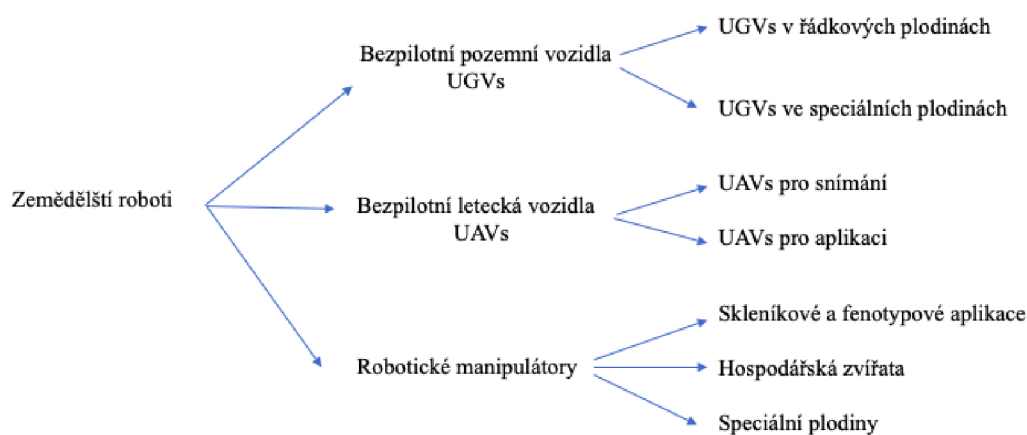 Zemědělští roboti
Bezpilotní pozemní vozidla
UGVs
UGVs v řádkových plodinách
UGVs ve speciálních plodinách
Bezpilotní letecká vozidla
UAVs
UAVs pro snímání
UAVs pro aplikaci
Robotické manipulátory
Skleníkové a fenotypové aplikace
Hospodářská zvířata
Speciální plodiny